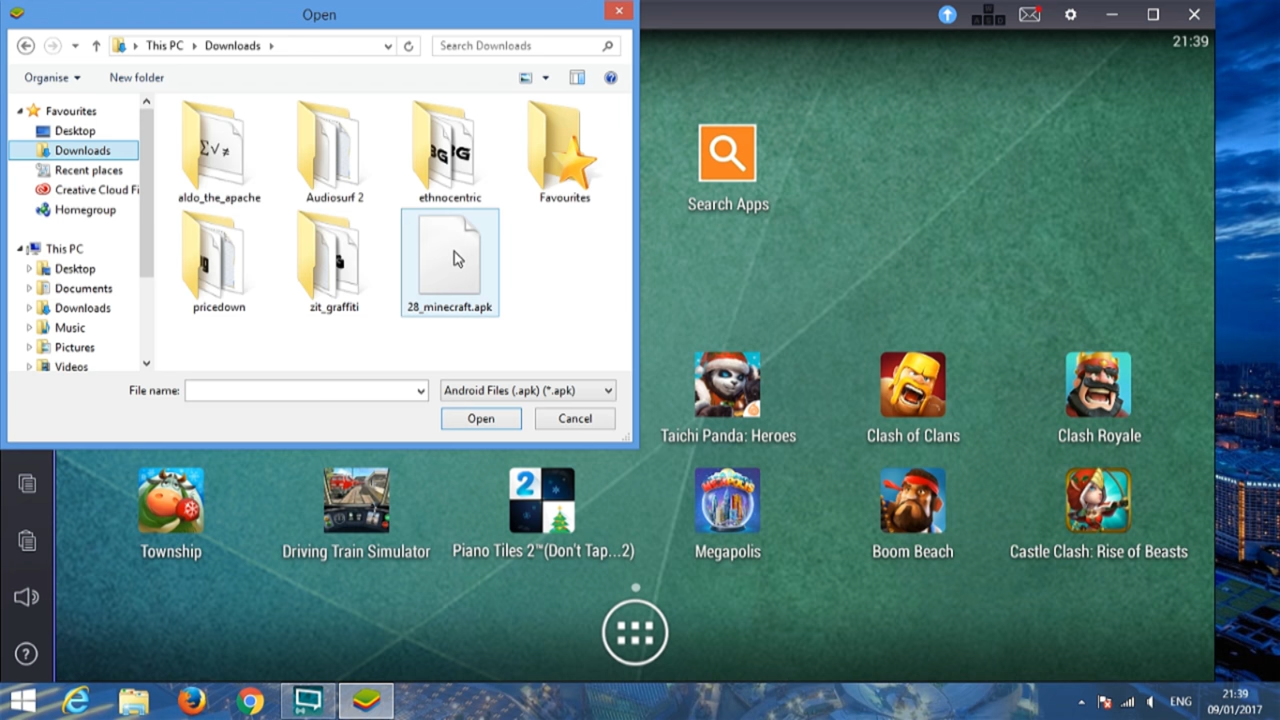 Open
This PC
Downloads
Search Downloads
Organise
New folder
Favourites
Desktop
Downloads
Recent places
Creative Cloud Fi
Homegroup
This PC
Desktop
Documents
Downloads
Music
Pictures
Videos
Σ√≠
aldo_the_apache
Audiosurf 2
ethnocentric
Favourites
pricedown
zit_graffiti
28_minecraft.apk
File name:
Android Files (.apk) (*.apk)
Open
Cancel
21:39
Search Apps
Taichi Panda: Heroes
Clash of Clans
Clash Royale
2
MEGAPOLIS
Township
Driving Train Simulator
Piano Tiles 2™(Don't Tap...2)
Megapolis
Boom Beach
Castle Clash: Rise of Beasts
ENG
21:39
09/01/2017